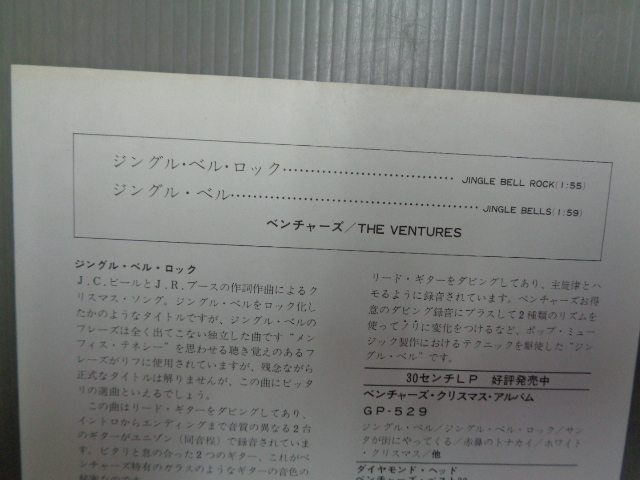 ジングル・ベル・ロック…………………………… JINGLE BELL ROCK(1:55)
ジングル・ベル…………………………………… JINGLE BELLS(1:59)
ベンチャーズ/THE VENTURES
ジングル・ベル・ロック
J.C.ビールとJ.R.ブースの作詞作曲によるク
リスマス・ソング。ジングル・ベルをロック化し
たかのようなタイトルですが、ジングル・ベルの
フレーズは全く出てこない独立した曲です"メン
フィス・テネシー"を思わせる聴き覚えのあるフ
レーズがリフに使用されていますが、残念ながら
正式なタイトルは解りませんが、この曲にピッタ
リの選曲といえるでしょう。
この曲はリード・ギターをダビングしてあり、
イントロからエンディングまで音質の異なる2台
のギターがユニゾン(同音程)で録音されていま
す。ピタリと息の合った2つのギター、これがベ
ンチャーズ特有のガラスのようなギターの音色の
リード・ギターをダビングしてあり、主旋律とハ
モるように録音されています。ベンチャーズお得
意のダビング録音にプラスして2種類のリズムを
使って に変化をつけるなど、ポップ・ミュー
ジック製作におけるテクニックを駆使した"ジン
グル・ベル"です。
30センチLP 好評発売中
ベンチャーズ・クリスマス・アルバム
GP-529
ジングル・ベル/ジングル・ベル・ロック/サン
タが街にやってくる/赤鼻のトナカイ/ホワイト
・クリスマス/他
ダイヤモンド・ヘッド